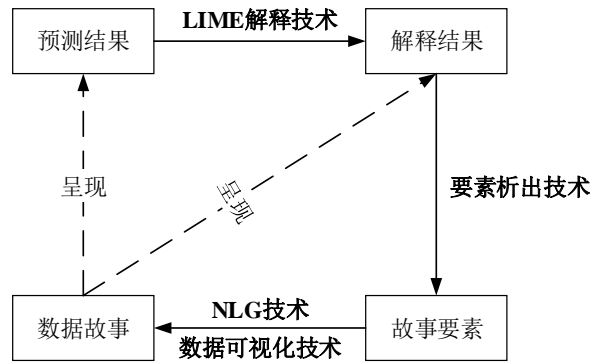 LIME解释技术
预测结果
解释结果
呈现
呈现
要素析出技术
NLG技术
数据故事
故事要素
数据可视化技术